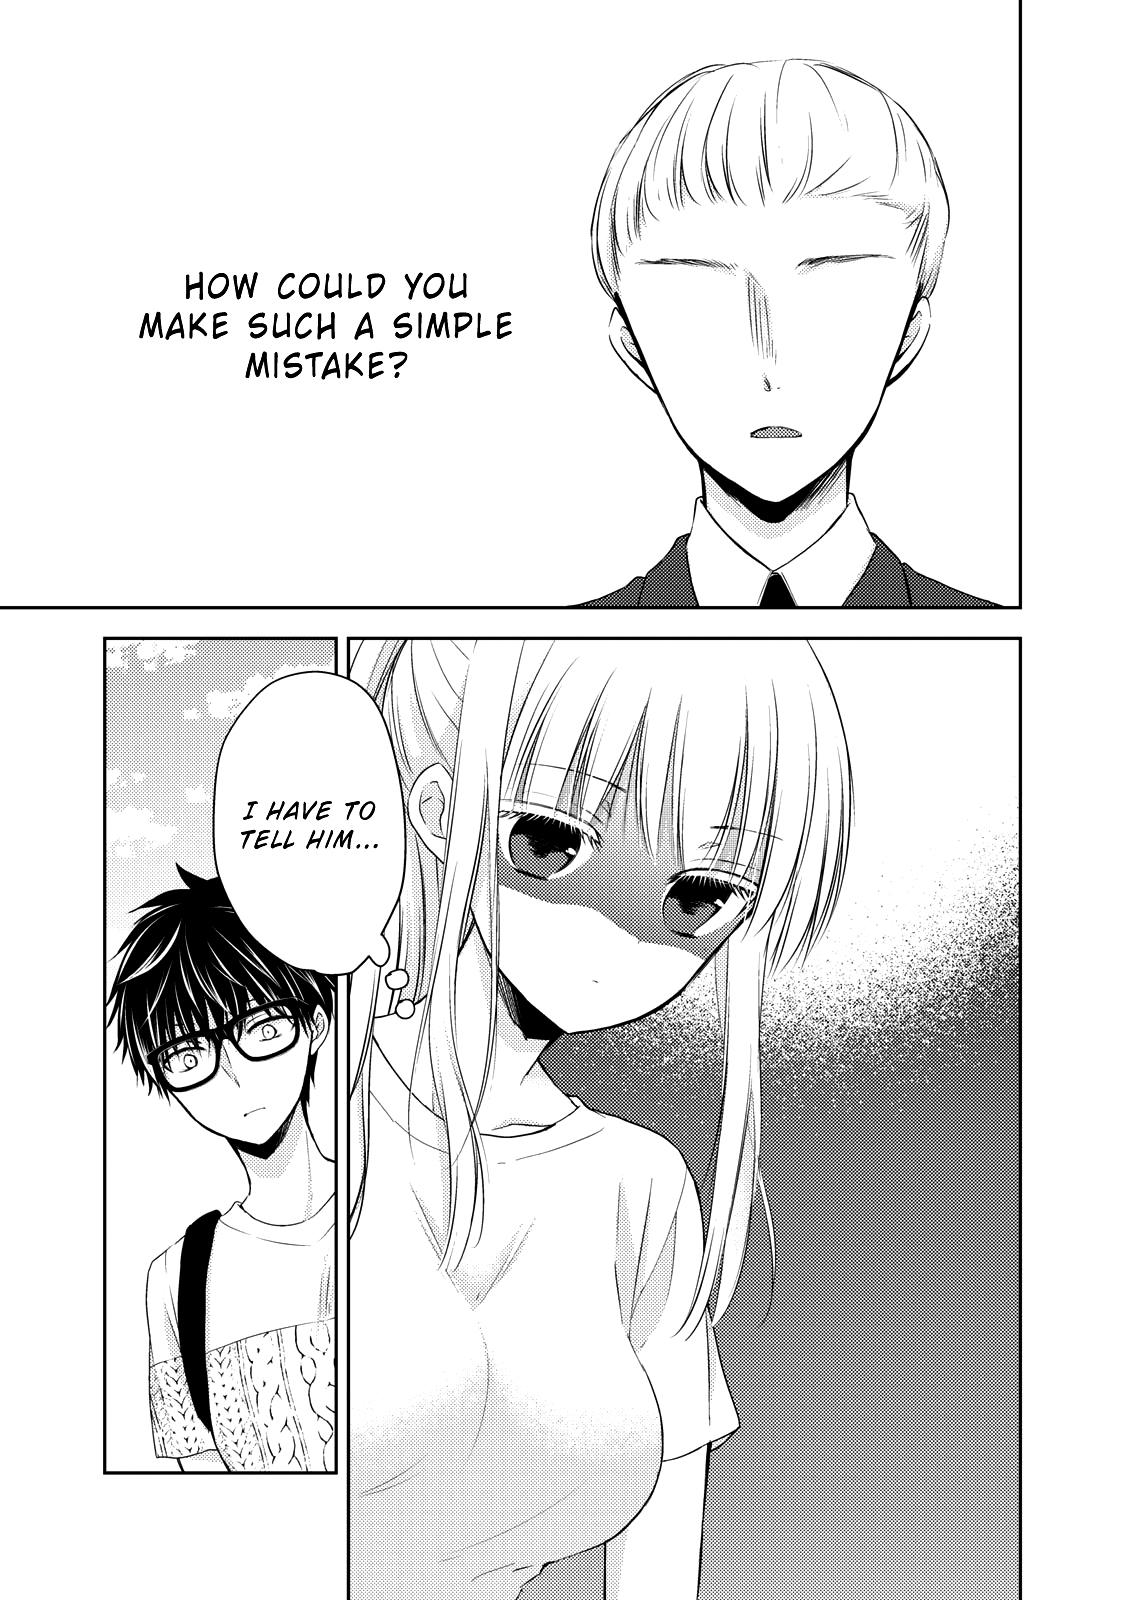 HOW COULD YOU
MAKE SUCH A SIMPLE
MISTAKE?
I HAVE TO
TELL HIM...